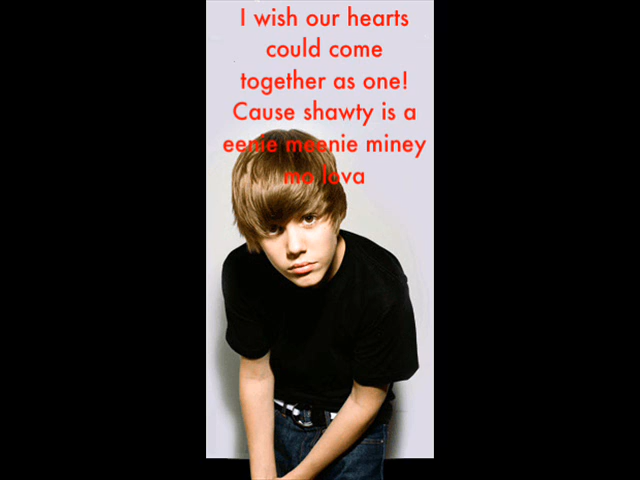 I wish our hearts
could come
together as one!
Cause shawty is a
eenie meenie miney
mo lova